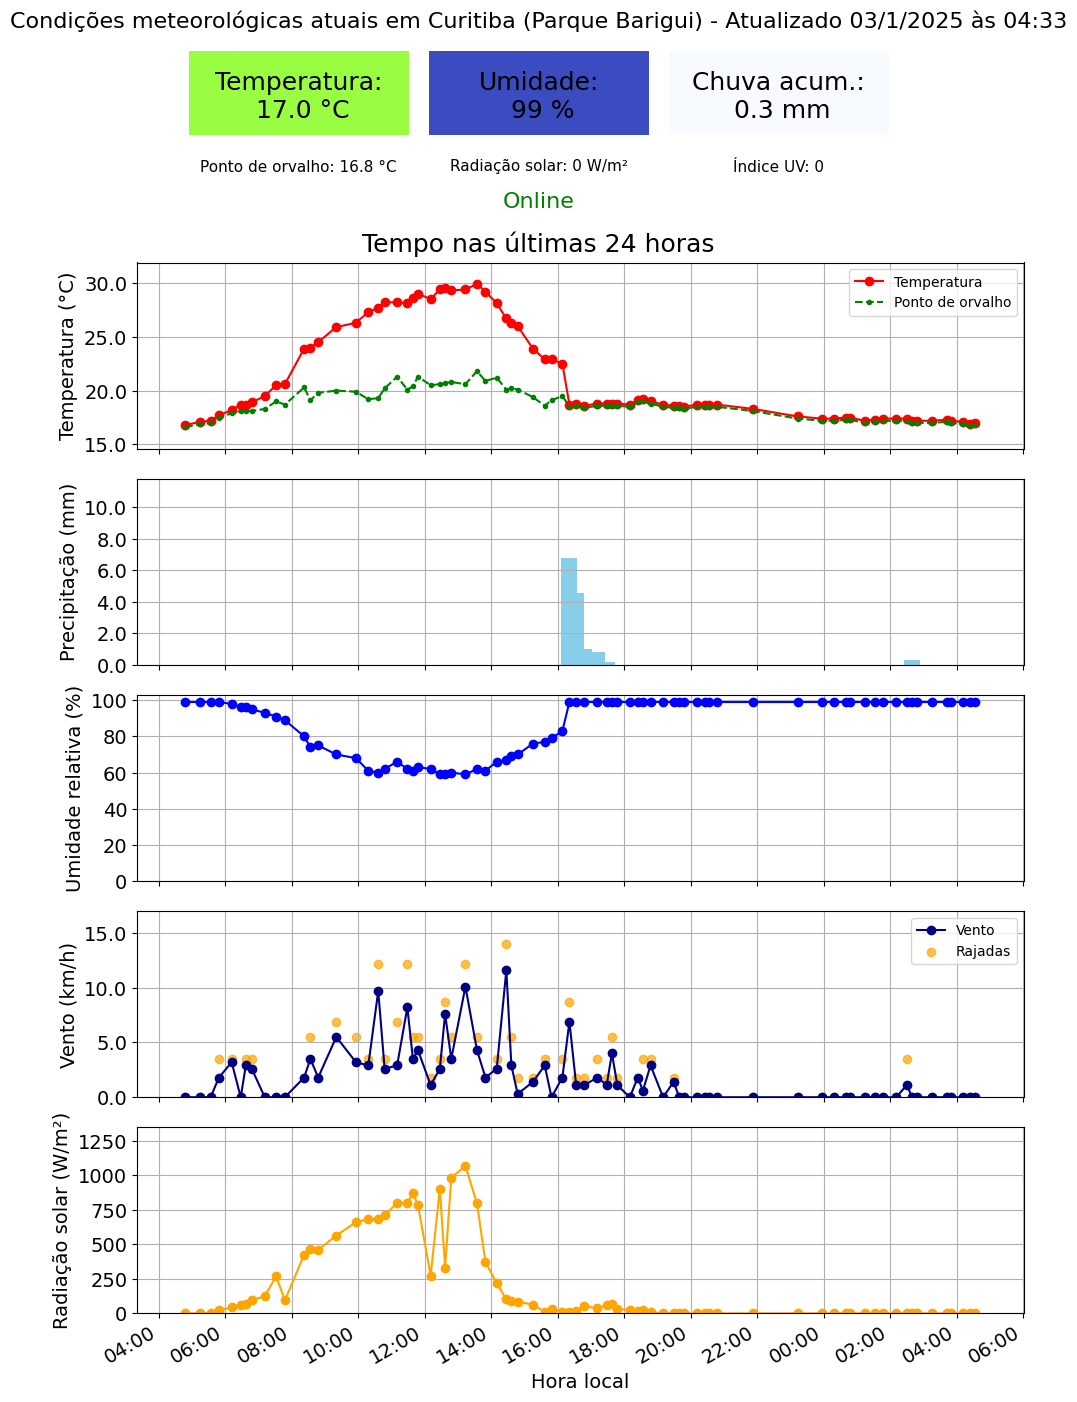 Condições meteorológicas atuais em Curitiba (Parque Barigui) - Atualizado 03/1/2025 às 04:33
Temperatura:
17.0 °C
Umidade:
99 %
Chuva acum.:
0.3 mm
Ponto de orvalho: 16.8 °C
Radiação solar: 0 W/m²
Índice UV: 0
Online
Tempo nas últimas 24 horas
Temperatura (°C)
30.0
25.0
20.0
15.0
Temperatura
Ponto de orvalho
Precipitação (mm)
10.0
8.0
6.0
4.0
2.0
0.0
Umidade relativa (%)
100
80
60
40
20
0
Vento (km/h)
15.0
10.0
5.0
0.0
Vento
Rajadas
Radiação solar (W/m²)
1250
1000
750
500
250
0
04:00
06:00
08:00
10:00
12:00
14:00
16:00
18:00
20:00
22:00
00:00
02:00
04:00
06:00
Hora local